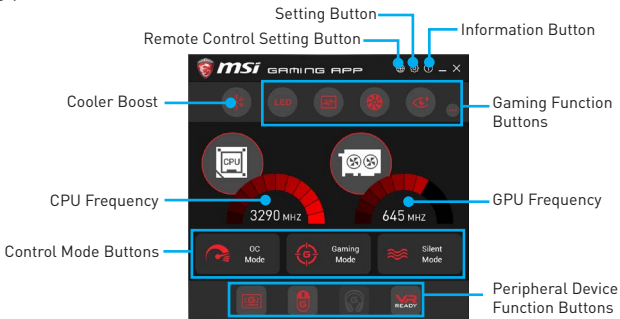 Setting Button
Information Button
Remote Control Setting Button
msi GAMING APP
Cooler Boost
LED
Gaming Function
Buttons
CPU
CPU Frequency
GPU Frequency
3290 MHZ
645 MHZ
Control Mode Buttons
OC
Mode
G
Gaming
Mode
Silent
Mode
Peripheral Device
Function Buttons
VR
READY